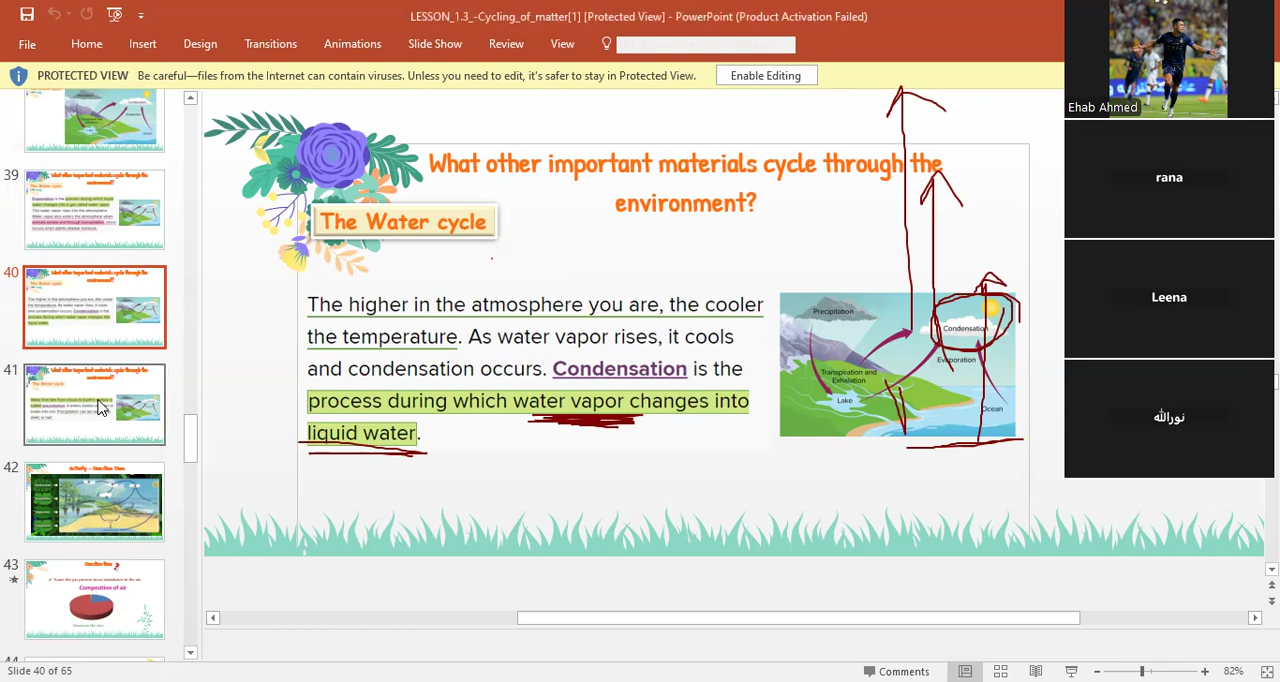 LESSON_1.3_-Cycling_of_matter[1] [Protected View] - PowerPoint (Product Activation Failed)
File Home Insert Design Transitions Animations Slide Show Review View
PROTECTED VIEW Be careful—files from the Internet can contain viruses. Unless you need to edit, it's safer to stay in Protected View. Enable Editing
Ehab Ahmed
rana
Leena
نورالله
39
40
41
42
43
What other important materials cycle through the
environment?
The Water cycle
The higher in the atmosphere you are, the cooler
the temperature. As water vapor rises, it cools
and condensation occurs. Condensation is the
process during which water vapor changes into
liquid water.
Precipitation
Condensation
Evaporation
Transpiration and
Exhalation
Lake
Ocean
Composition of air
Slide 40 of 65
Comments
82%